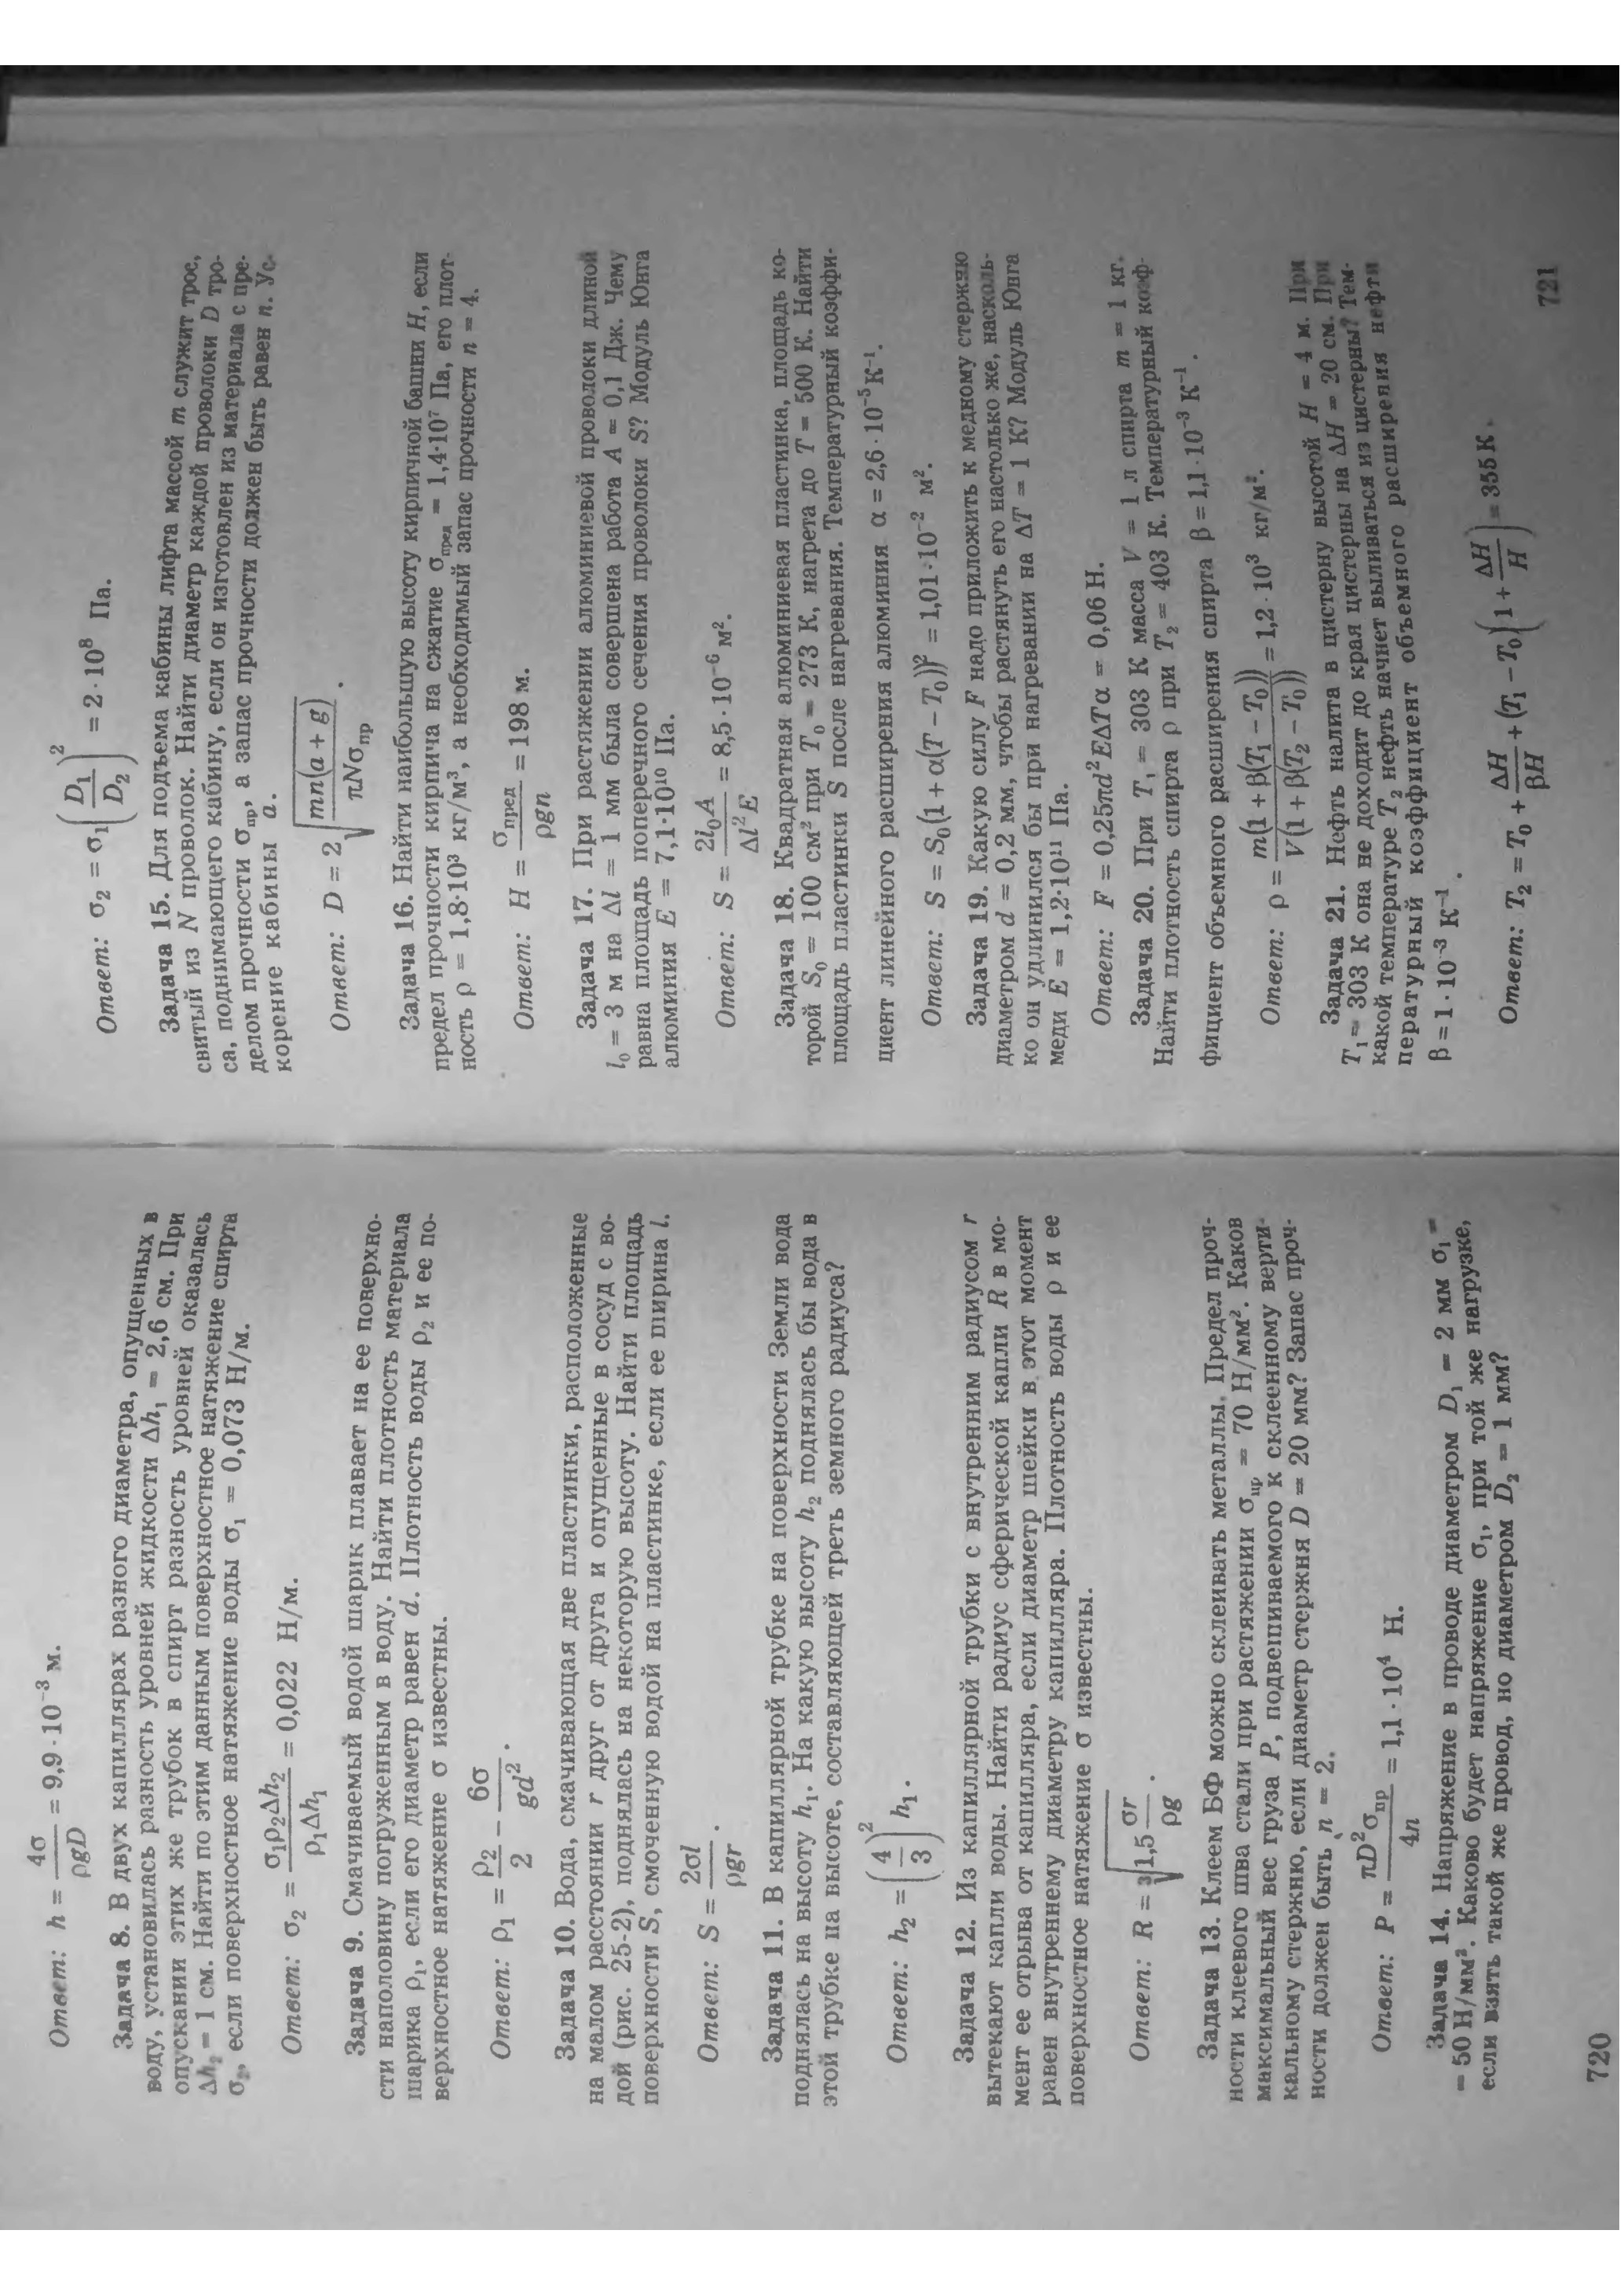 Ответ: h = 4σ / ρgD = 9,9·10⁻³ м.
Задача 8. В двух капиллярах разного диаметра, опущенных в
воду, установилась разность уровней жидкости Δh₁ = 2,6 см. При
опускании этих же трубок в спирт разность уровней оказалась
Δh₂ = 1 см. Найти по этим данным поверхностное натяжение спирта
σ₂, если поверхностное натяжение воды σ₁ = 0,073 Н/м.
Ответ: σ₂ = σ₁ρ₂Δh₂ / ρ₁Δh₁ = 0,022 Н/м.
Задача 9. Смачиваемый водой шарик плавает на ее поверхно-
сти наполовину погруженным в воду. Найти плотность материала
шарика ρ₁, если его диаметр равен d. Плотность воды ρ₂ и ее по-
верхностное натяжение σ известны.
Ответ: ρ₁ = ρ₂/2 − 6σ/gd².
Задача 10. Вода, смачивающая две пластинки, расположенные
на малом расстоянии r друг от друга и опущенные в сосуд с во-
дой (рис. 25-2), поднялась на некоторую высоту. Найти площадь
поверхности S, смоченную водой на пластинке, если ее ширина l.
Ответ: S = 2σl / ρgr.
Задача 11. В капиллярной трубке на поверхности Земли вода
поднялась на высоту h₁. На какую высоту h₂ поднялась бы вода в
этой трубке на высоте, составляющей треть земного радиуса?
Ответ: h₂ = (4/3)² h₁.
Задача 12. Из капиллярной трубки с внутренним радиусом r
вытекают капли воды. Найти радиус сферической капли R в мо-
мент ее отрыва от капилляра, если диаметр шейки в этот момент
равен внутреннему диаметру капилляра. Плотность воды ρ и ее
поверхностное натяжение σ известны.
Ответ: R = ∛(1,5 σr/ρg).
Задача 13. Клеем БФ можно склеивать металлы. Предел проч-
ности клеевого шва стали при растяжении σпр = 70 Н/мм². Каков
максимальный вес груза P, подвешиваемого к склеенному верти-
кальному стержню, если диаметр стержня D = 20 мм? Запас проч-
ности должен быть n = 2.
Ответ: P = πD²σпр / 4n = 1,1·10⁴ Н.
Задача 14. Напряжение в проводе диаметром D₁ = 2 мм σ₁ =
= 50 Н/мм². Каково будет напряжение σ₁, при той же нагрузке,
если взять такой же провод, но диаметром D₂ = 1 мм?
720
Ответ: σ₂ = σ₁(D₁/D₂)² = 2·10⁸ Па.
Задача 15. Для подъема кабины лифта массой m служит трос,
свитый из N проволок. Найти диаметр каждой проволоки D тро-
са, поднимающего кабину, если он изготовлен из материала с пре-
делом прочности σпр, а запас прочности должен быть равен n. Ус-
корение кабины a.
Ответ: D = 2√(mn(a + g) / πNσпр).
Задача 16. Найти наибольшую высоту кирпичной башни H, если
предел прочности кирпича на сжатие σпред = 1,4·10⁷ Па, его плот-
ность ρ = 1,8·10³ кг/м³, а необходимый запас прочности n = 4.
Ответ: H = σпред / ρgn = 198 м.
Задача 17. При растяжении алюминиевой проволоки длиной
l₀ = 3 м на Δl = 1 мм была совершена работа A = 0,1 Дж. Чему
равна площадь поперечного сечения проволоки S? Модуль Юнга
алюминия E = 7,1·10¹⁰ Па.
Ответ: S = 2l₀A / Δl²E = 8,5·10⁻⁶ м².
Задача 18. Квадратная алюминиевая пластинка, площадь ко-
торой S₀ = 100 см² при T₀ = 273 К, нагрета до T = 500 К. Найти
площадь пластинки S после нагревания. Температурный коэффи-
циент линейного расширения алюминия α = 2,6·10⁻⁵К⁻¹.
Ответ: S = S₀(1 + α(T − T₀))² = 1,01·10⁻² м².
Задача 19. Какую силу F надо приложить к медному стержню
диаметром d = 0,2 мм, чтобы растянуть его настолько же, насколь-
ко он удлинился бы при нагревании на ΔT = 1 К? Модуль Юнга
меди E = 1,2·10¹¹ Па.
Ответ: F = 0,25πd²EΔTα = 0,06 Н.
Задача 20. При T₁ = 303 К масса V = 1 л спирта m = 1 кг.
Найти плотность спирта ρ при T₂ = 403 К. Температурный коэф-
фициент объемного расширения спирта β = 1,1·10⁻³ К⁻¹.
Ответ: ρ = m(1 + β(T₁ − T₀)) / V(1 + β(T₂ − T₀)) = 1,2·10³ кг/м².
Задача 21. Нефть налита в цистерну высотой H = 4 м. При
T₁ = 303 К она не доходит до края цистерны на ΔH = 20 см. При
какой температуре T₂ нефть начнет выливаться из цистерны? Тем-
пературный коэффициент объемного расширения нефти
β = 1·10⁻³ К⁻¹.
Ответ: T₂ = T₀ + ΔH/βH + (T₁ − T₀)(1 + ΔH/H) = 355К.
721